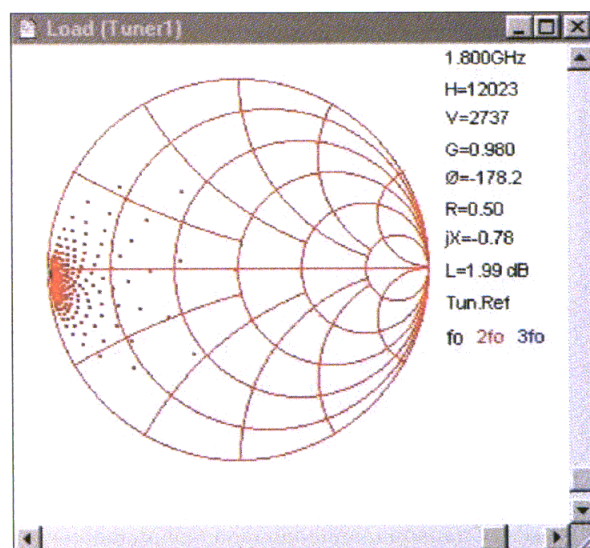 Load (Tuner1)
1.800GHz
H=12023
V=2737
G=0.980
Ø=-178.2
R=0.50
jX=-0.78
L=1.99 dB
Tun.Ref
fo 2fo 3fo